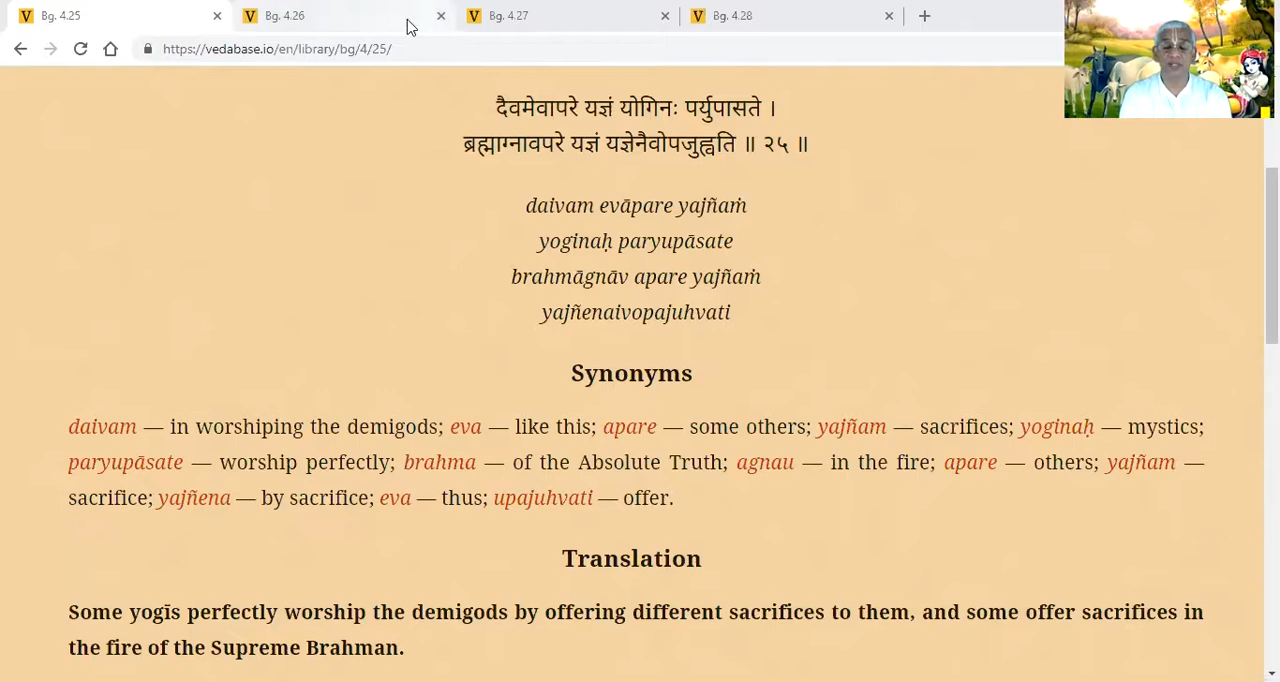 Bg. 4.25
Bg. 4.26
Bg. 4.27
Bg. 4.28
https://vedabase.io/en/library/bg/4/25/
दैवमेवापरे यज्ञं योगिनः पर्युपासते ।
ब्रह्माग्नावपरे यज्ञं यज्ञेनैवोपजुह्वति ॥ २५ ॥
daivam evāpare yajñaṁ
yoginaḥ paryupāsate
brahmāgnāv apare yajñaṁ
yajñenaivopajuhvati
Synonyms
daivam — in worshiping the demigods; eva — like this; apare — some others; yajñam — sacrifices; yoginaḥ — mystics;
paryupāsate — worship perfectly; brahma — of the Absolute Truth; agnau — in the fire; apare — others; yajñam —
sacrifice; yajñena — by sacrifice; eva — thus; upajuhvati — offer.
Translation
Some yogīs perfectly worship the demigods by offering different sacrifices to them, and some offer sacrifices in
the fire of the Supreme Brahman.